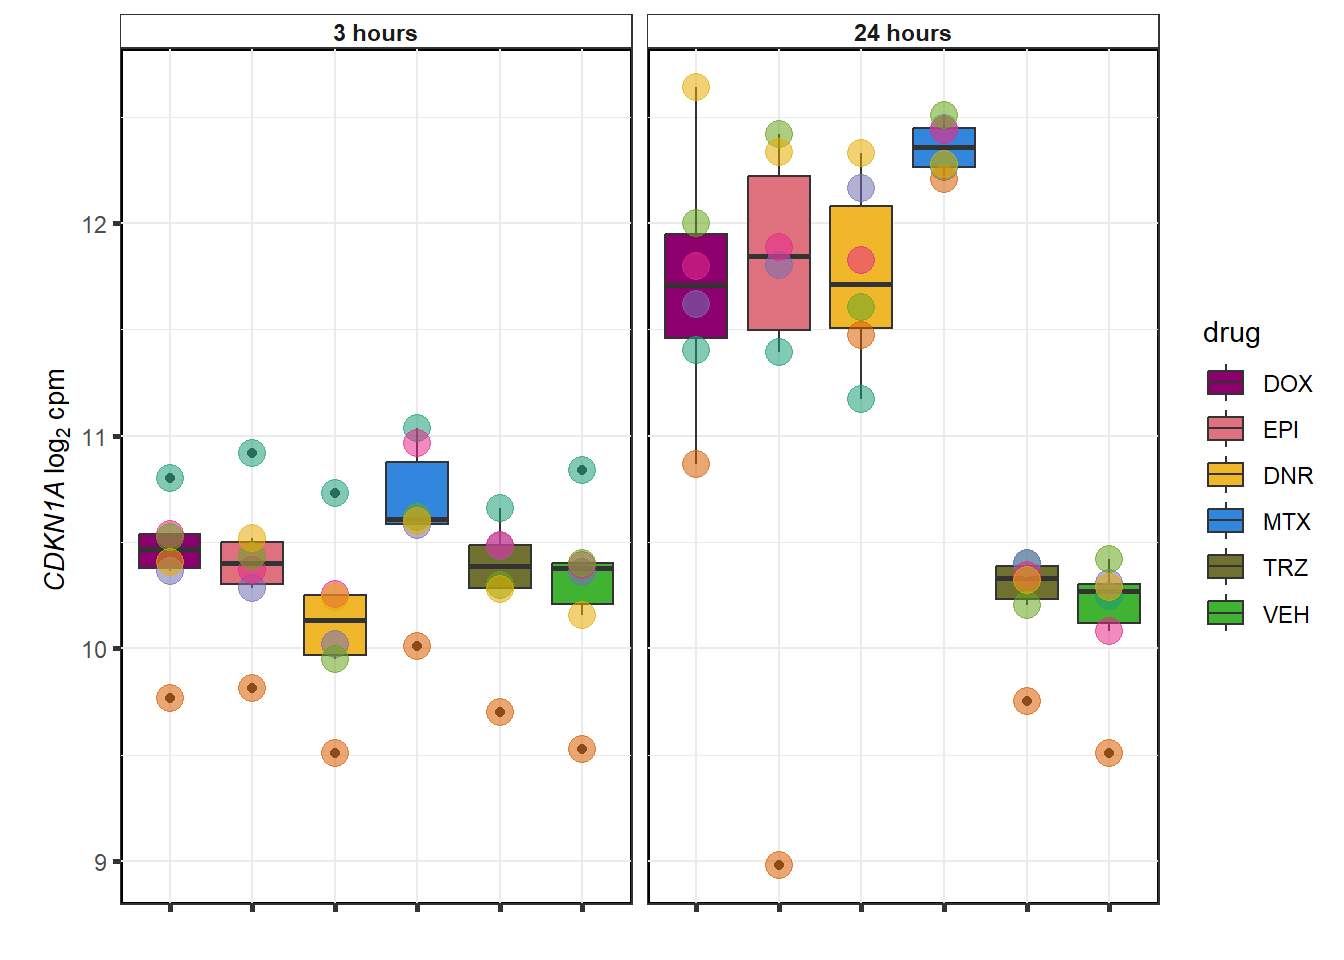 3 hours
24 hours
12
11
10
9
CDKN1A log₂ cpm
drug
DOX
EPI
DNR
MTX
TRZ
VEH